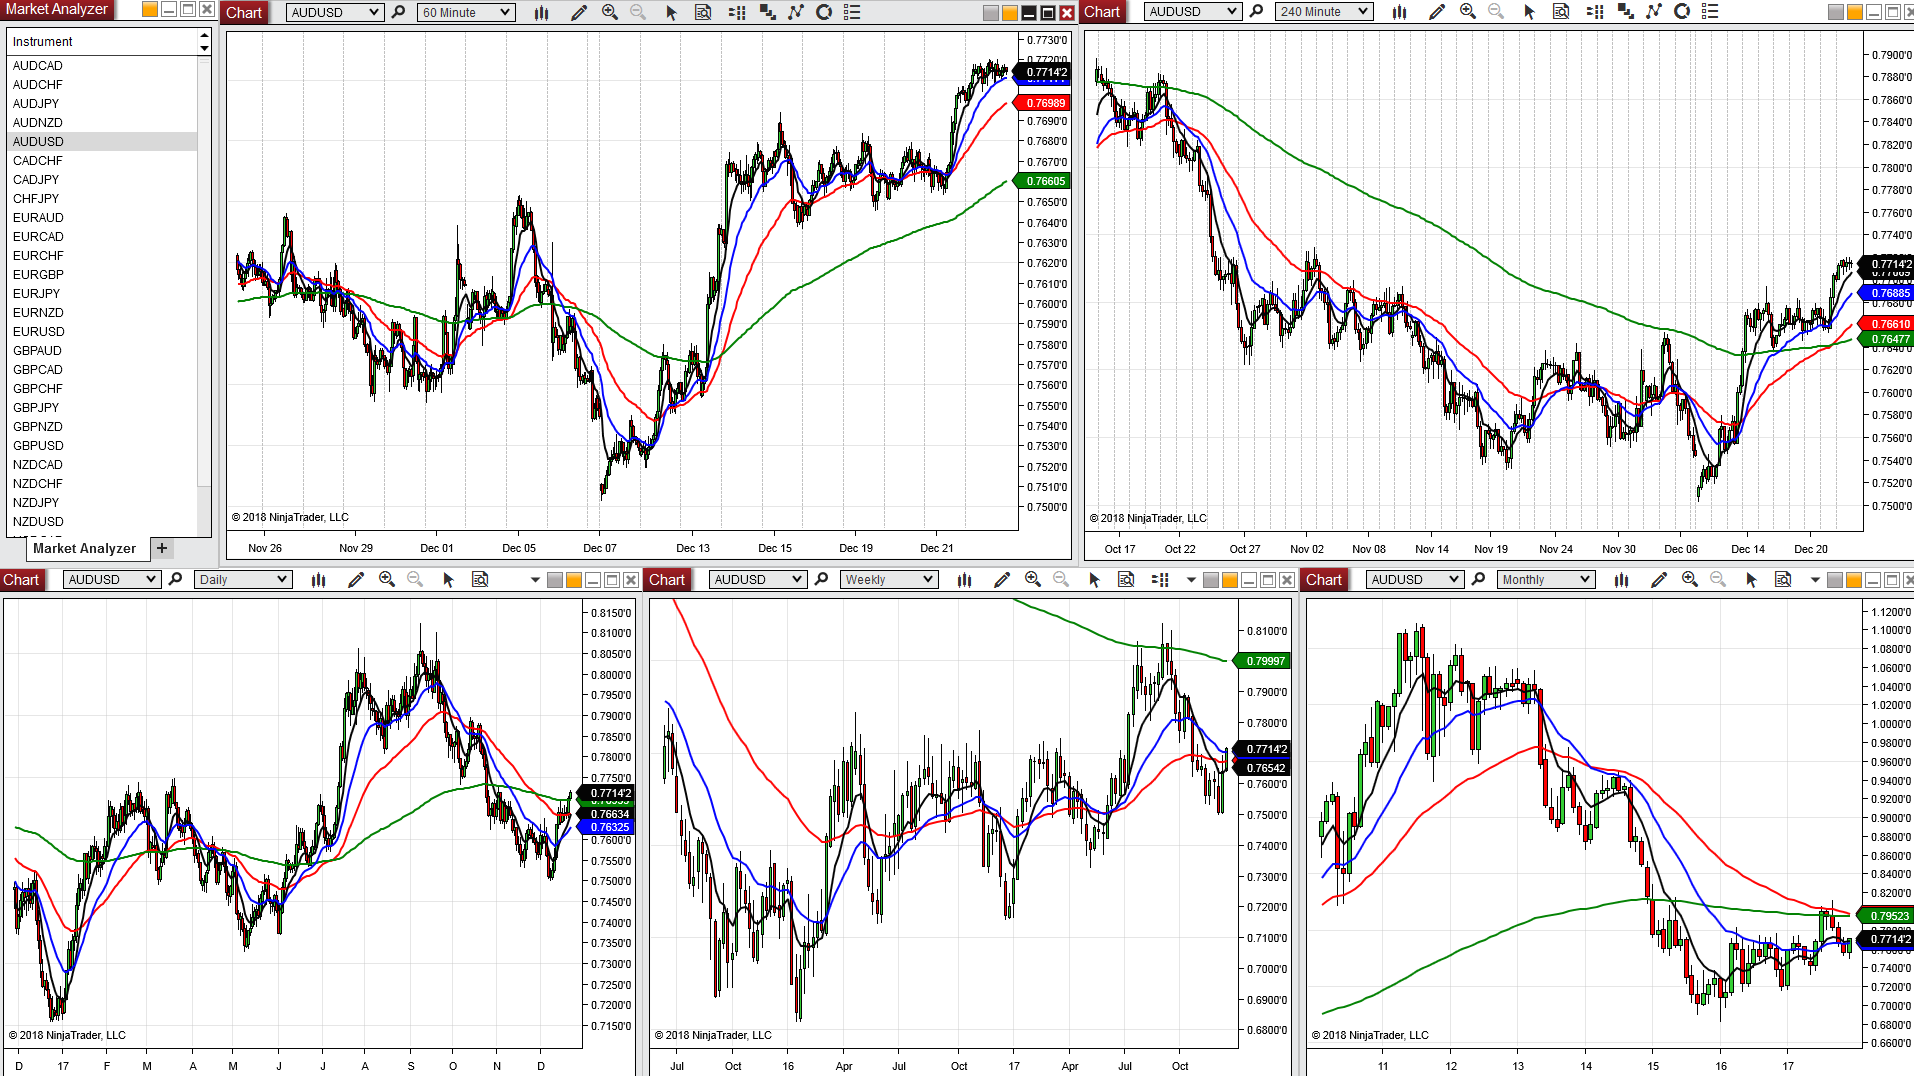 Market Analyzer
Instrument
AUDCAD
AUDCHF
AUDJPY
AUDNZD
AUDUSD
CADCHF
CADJPY
CHFJPY
EURAUD
EURCAD
EURCHF
EURGBP
EURJPY
EURNZD
EURUSD
GBPAUD
GBPCAD
GBPCHF
GBPJPY
GBPNZD
GBPUSD
NZDCAD
NZDCHF
NZDJPY
NZDUSD
Market Analyzer +
Chart AUDUSD 60 Minute
0.7730'0
0.7720'0
0.7714'2
0.76989
0.7690'0
0.7680'0
0.7670'0
0.76605
0.7650'0
0.7640'0
0.7630'0
0.7620'0
0.7610'0
0.7600'0
0.7590'0
0.7580'0
0.7570'0
0.7560'0
0.7550'0
0.7540'0
0.7530'0
0.7520'0
0.7510'0
0.7500'0
© 2018 NinjaTrader, LLC
Nov 26 Nov 29 Dec 01 Dec 05 Dec 07 Dec 13 Dec 15 Dec 19 Dec 21
Chart AUDUSD 240 Minute
0.7900'0
0.7880'0
0.7860'0
0.7840'0
0.7820'0
0.7800'0
0.7780'0
0.7760'0
0.7740'0
0.7714'2
0.76885
0.7680'0
0.76610
0.76477
0.7640'0
0.7620'0
0.7600'0
0.7580'0
0.7560'0
0.7540'0
0.7520'0
0.7500'0
© 2018 NinjaTrader, LLC
Oct 17 Oct 22 Oct 27 Nov 02 Nov 08 Nov 14 Nov 19 Nov 24 Nov 30 Dec 06 Dec 14 Dec 20
Chart AUDUSD Daily
0.8150'0
0.8100'0
0.8050'0
0.8000'0
0.7950'0
0.7900'0
0.7850'0
0.7800'0
0.7750'0
0.7714'2
0.76634
0.76325
0.7600'0
0.7550'0
0.7500'0
0.7450'0
0.7400'0
0.7350'0
0.7300'0
0.7250'0
0.7200'0
0.7150'0
© 2018 NinjaTrader, LLC
D 17 F M A M J J A S O N D
Chart AUDUSD Weekly
0.8100'0
0.79997
0.7900'0
0.7800'0
0.7714'2
0.76542
0.7600'0
0.7500'0
0.7400'0
0.7300'0
0.7200'0
0.7100'0
0.7000'0
0.6900'0
0.6800'0
© 2018 NinjaTrader, LLC
Jul Oct 16 Apr Jul Oct 17 Apr Jul Oct
Chart AUDUSD Monthly
1.1200'0
1.1000'0
1.0800'0
1.0600'0
1.0400'0
1.0200'0
1.0000'0
0.9800'0
0.9600'0
0.9400'0
0.9200'0
0.9000'0
0.8800'0
0.8600'0
0.8400'0
0.8200'0
0.79523
0.7714'2
0.7400'0
0.7200'0
0.7000'0
0.6800'0
0.6600'0
© 2018 NinjaTrader, LLC
11 12 13 14 15 16 17